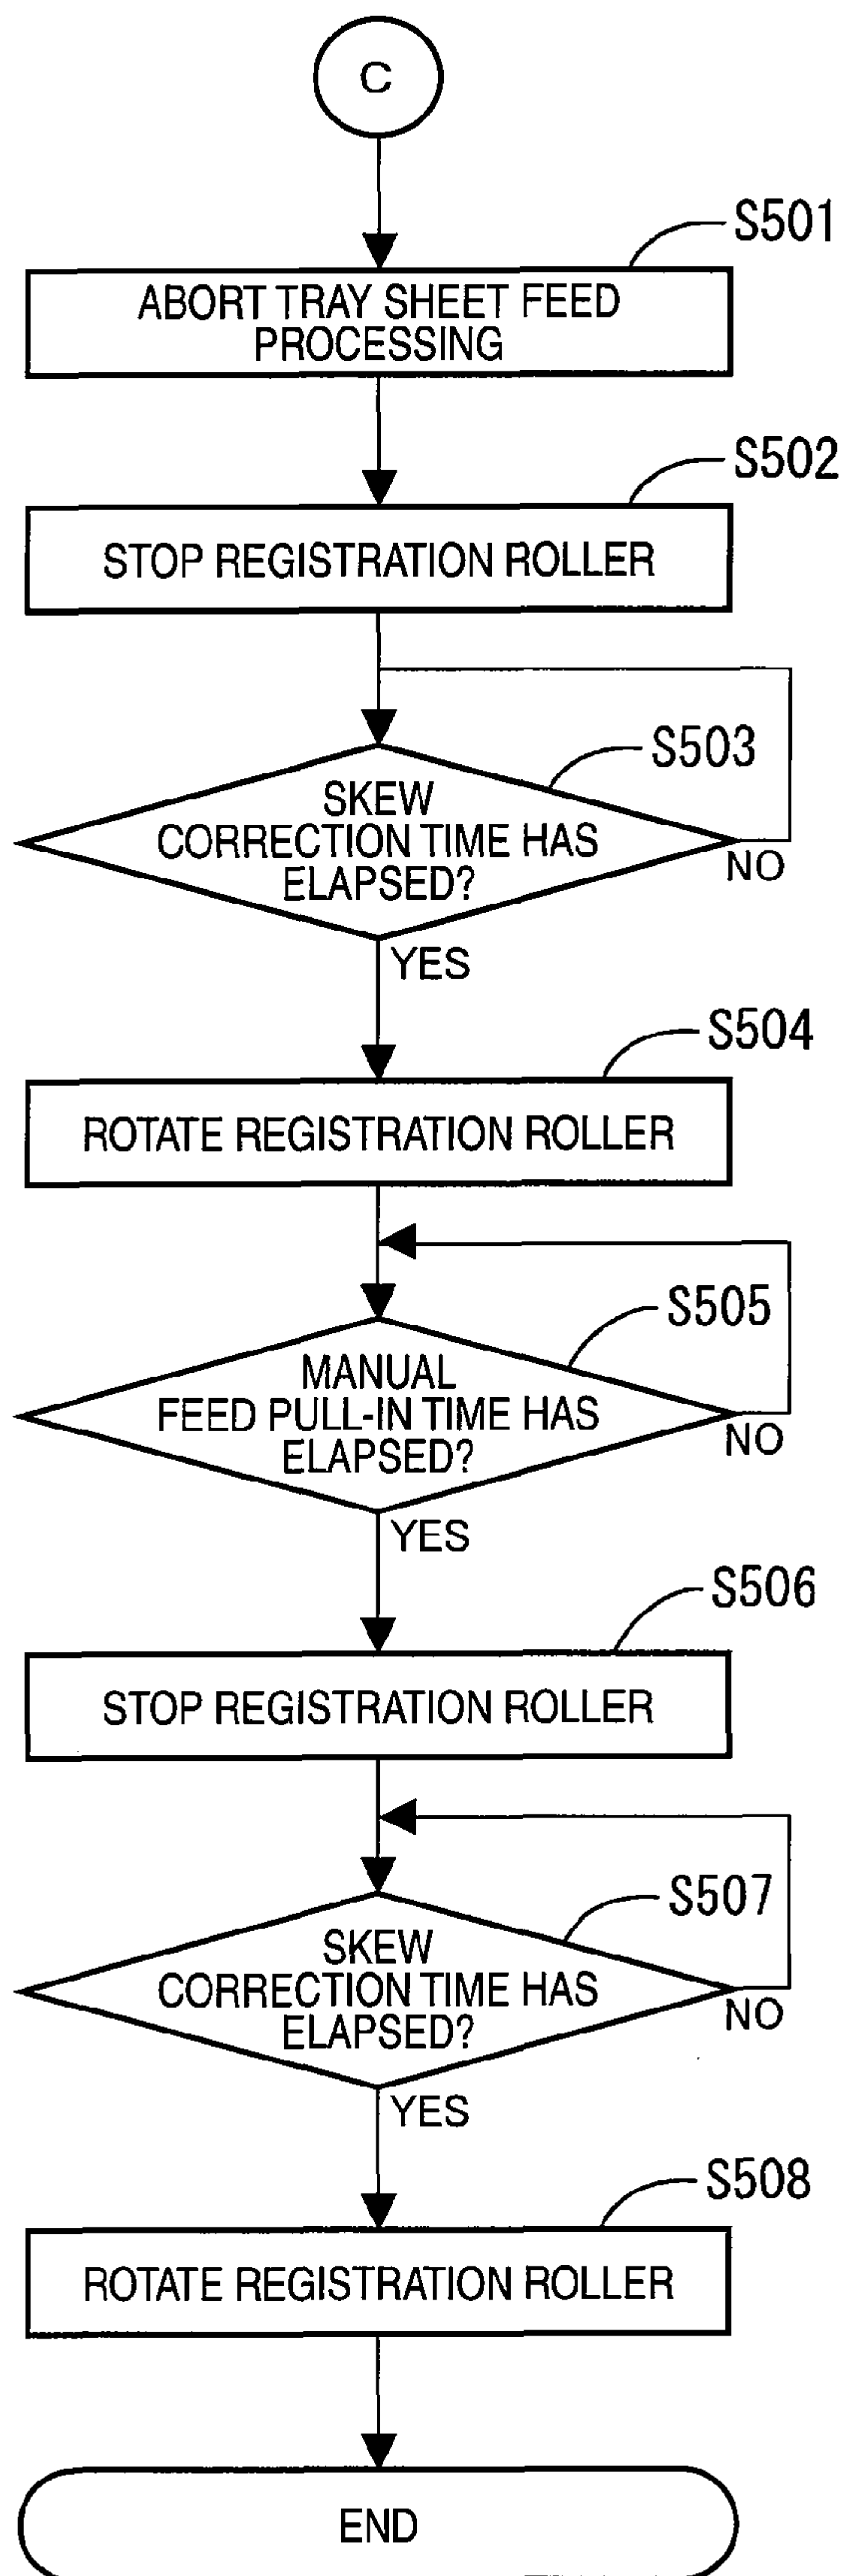 C
S501
ABORT TRAY SHEET FEED
PROCESSING
S502
STOP REGISTRATION ROLLER
S503
SKEW
CORRECTION TIME HAS
ELAPSED?
NO
YES
S504
ROTATE REGISTRATION ROLLER
S505
MANUAL
FEED PULL-IN TIME HAS
ELAPSED?
NO
YES
S506
STOP REGISTRATION ROLLER
S507
SKEW
CORRECTION TIME HAS
ELAPSED?
NO
YES
S508
ROTATE REGISTRATION ROLLER
END